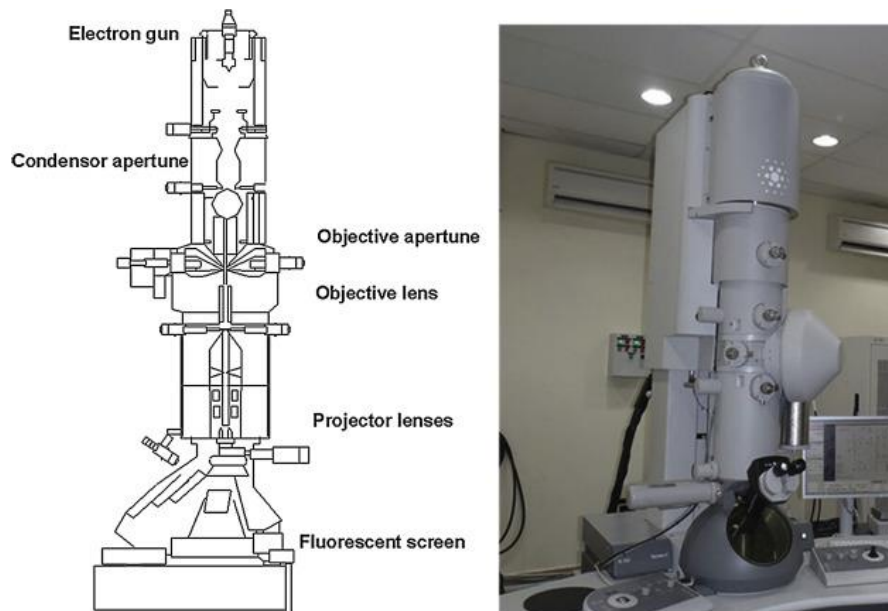 Electron gun
Condensor apertune
Objective apertune
Objective lens
Projector lenses
Fluorescent screen